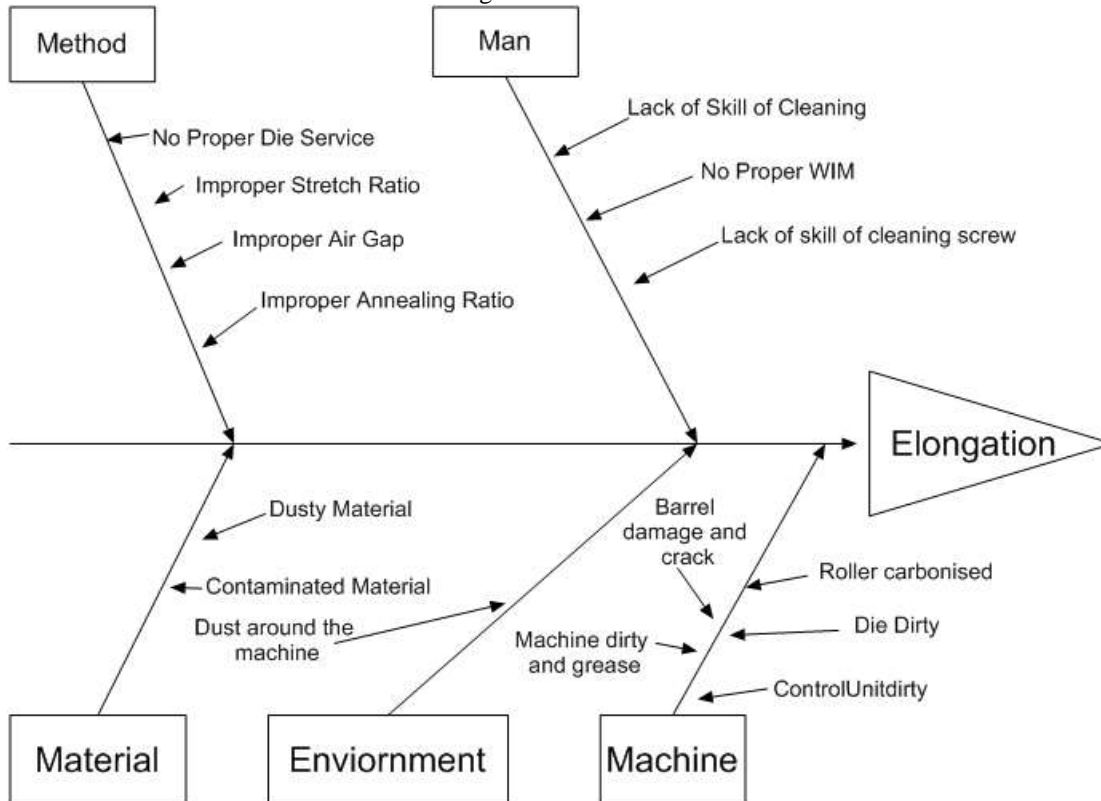 Method
Man
No Proper Die Service
Improper Stretch Ratio
Improper Air Gap
Improper Annealing Ratio
Lack of Skill of Cleaning
No Proper WIM
Lack of skill of cleaning screw
Elongation
Dusty Material
Contaminated Material
Dust around the
machine
Barrel
damage and
crack
Machine dirty
and grease
Roller carbonised
Die Dirty
ControlUnitdirty
Material
Enviornment
Machine